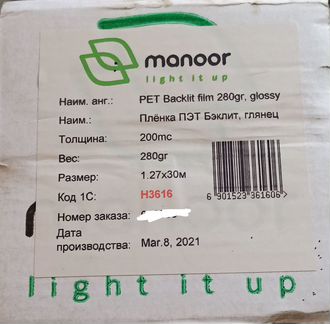 manoor
light it up
Наим. анг.: PET Backlit film 280gr, glossy
Наим.: Плёнка ПЭТ Бэклит, глянец
Толщина: 200mc
Вес: 280gr
Размер: 1.27х30м
Код 1С: H3616
6 901523 361606
Номер заказа:
Дата
производства: Mar.8, 2021
light it up